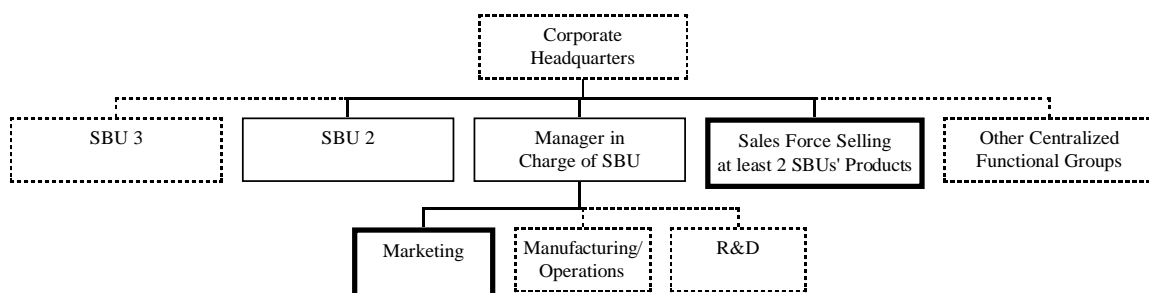 Corporate
Headquarters
SBU 3
SBU 2
Manager in
Charge of SBU
Sales Force Selling
at least 2 SBUs' Products
Other Centralized
Functional Groups
Marketing
Manufacturing/
Operations
R&D